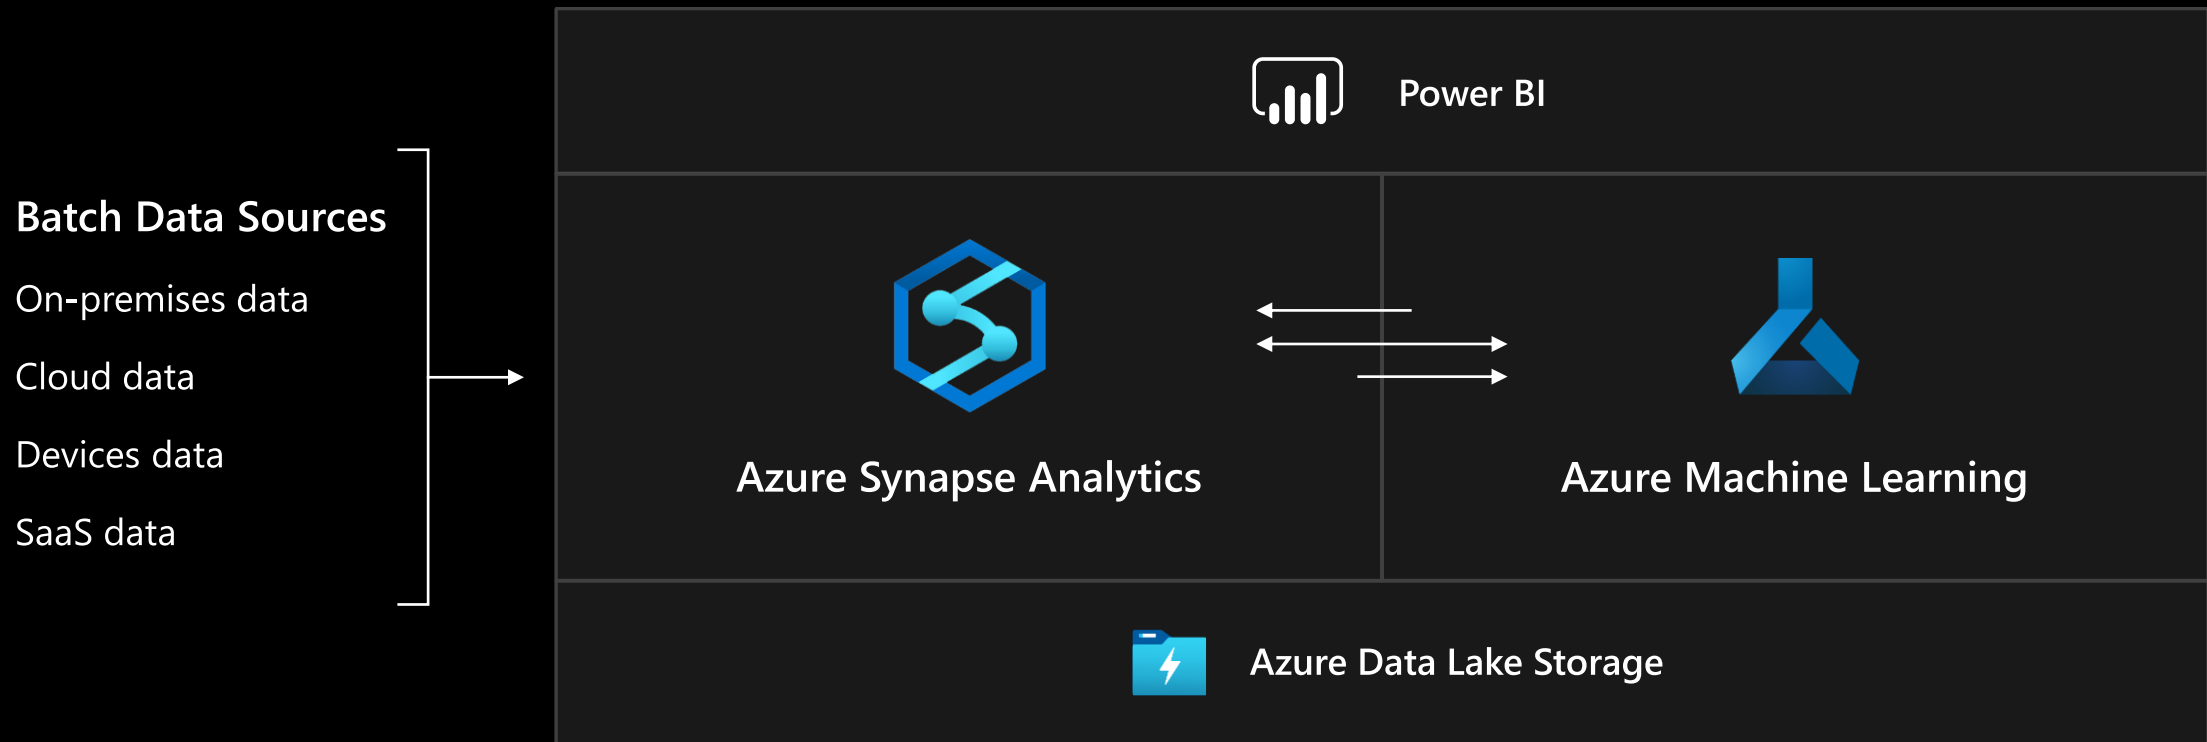 Power BI
Batch Data Sources
On-premises data
Cloud data
Devices data
SaaS data
Azure Synapse Analytics
Azure Machine Learning
Azure Data Lake Storage